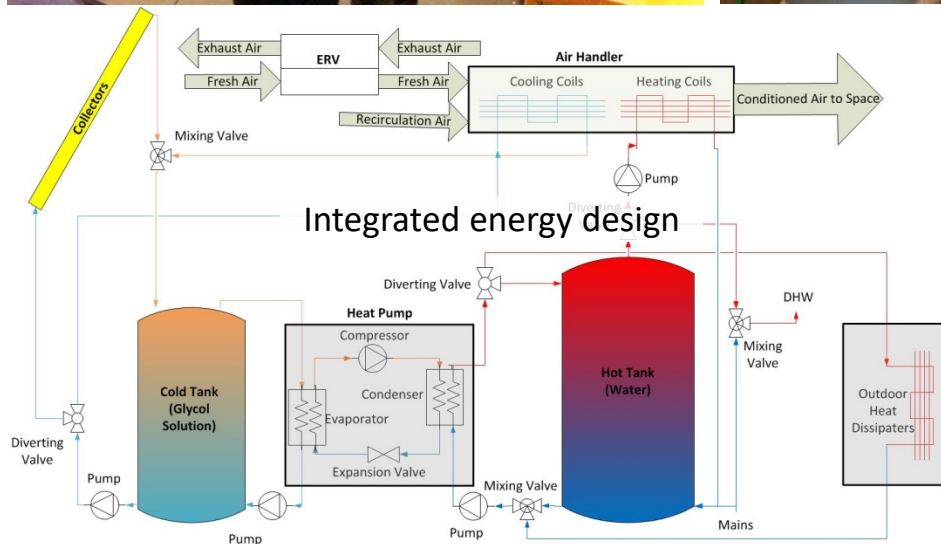 Exhaust Air
ERV
Exhaust Air
Fresh Air
Fresh Air
Recirculation Air
Air Handler
Cooling Coils
Heating Coils
Conditioned Air to Space
Collectors
Mixing Valve
Pump
Diverting
Integrated energy design
Diverting Valve
Heat Pump
Compressor
Condenser
Evaporator
Expansion Valve
Cold Tank
(Glycol
Solution)
Hot Tank
(Water)
DHW
Mixing
Valve
Outdoor
Heat
Dissipaters
Diverting
Valve
Pump
Pump
Mixing Valve
Pump
Mains